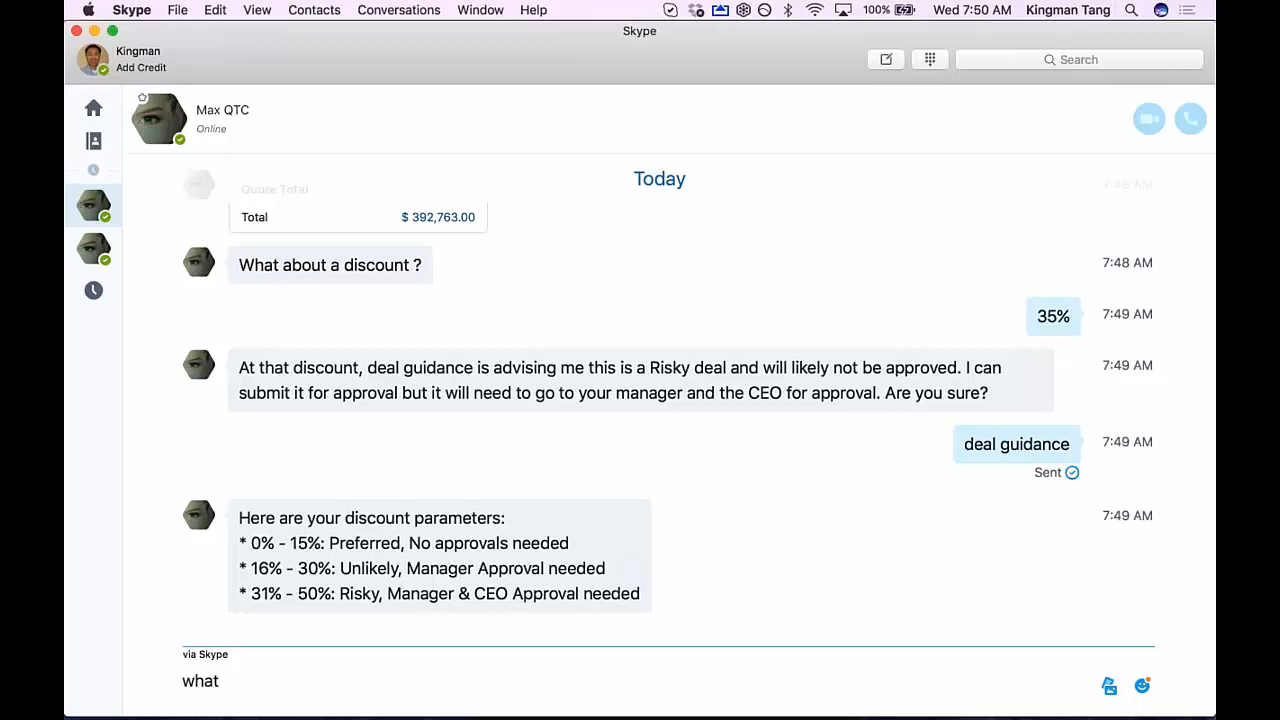 Skype File Edit View Contacts Conversations Window Help 100% Wed 7:50 AM Kingman Tang
Skype
Kingman
Add Credit
Search
Max QTC
Online
Today
Quote Total 7:48 AM
Total $ 392,763.00
What about a discount ? 7:48 AM
35% 7:49 AM
At that discount, deal guidance is advising me this is a Risky deal and will likely not be approved. I can 7:49 AM
submit it for approval but it will need to go to your manager and the CEO for approval. Are you sure?
deal guidance 7:49 AM
Sent
Here are your discount parameters: 7:49 AM
* 0% - 15%: Preferred, No approvals needed
* 16% - 30%: Unlikely, Manager Approval needed
* 31% - 50%: Risky, Manager & CEO Approval needed
via Skype
what